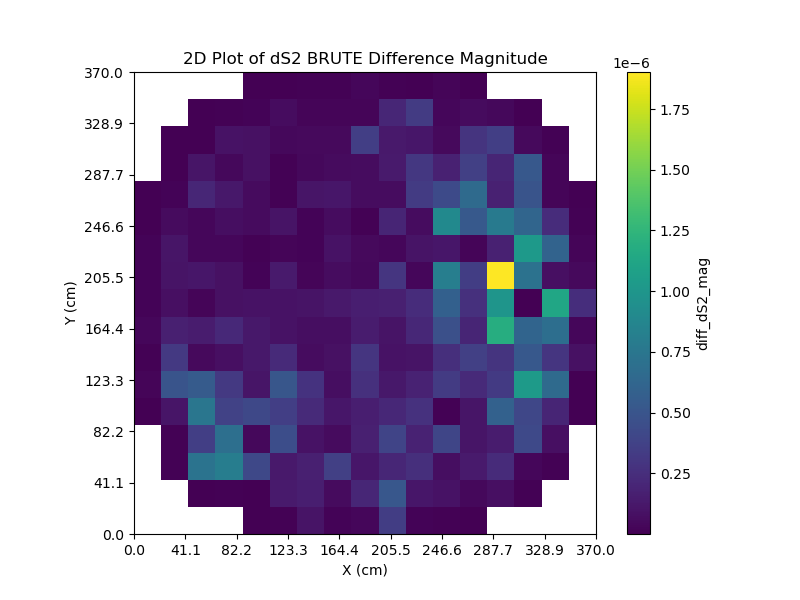 2D Plot of dS2 BRUTE Difference Magnitude
1e−6
370.0
328.9
287.7
246.6
205.5
164.4
123.3
82.2
41.1
0.0
Y (cm)
0.0 41.1 82.2 123.3 164.4 205.5 246.6 287.7 328.9 370.0
X (cm)
1.75
1.50
1.25
1.00
0.75
0.50
0.25
diff_dS2_mag